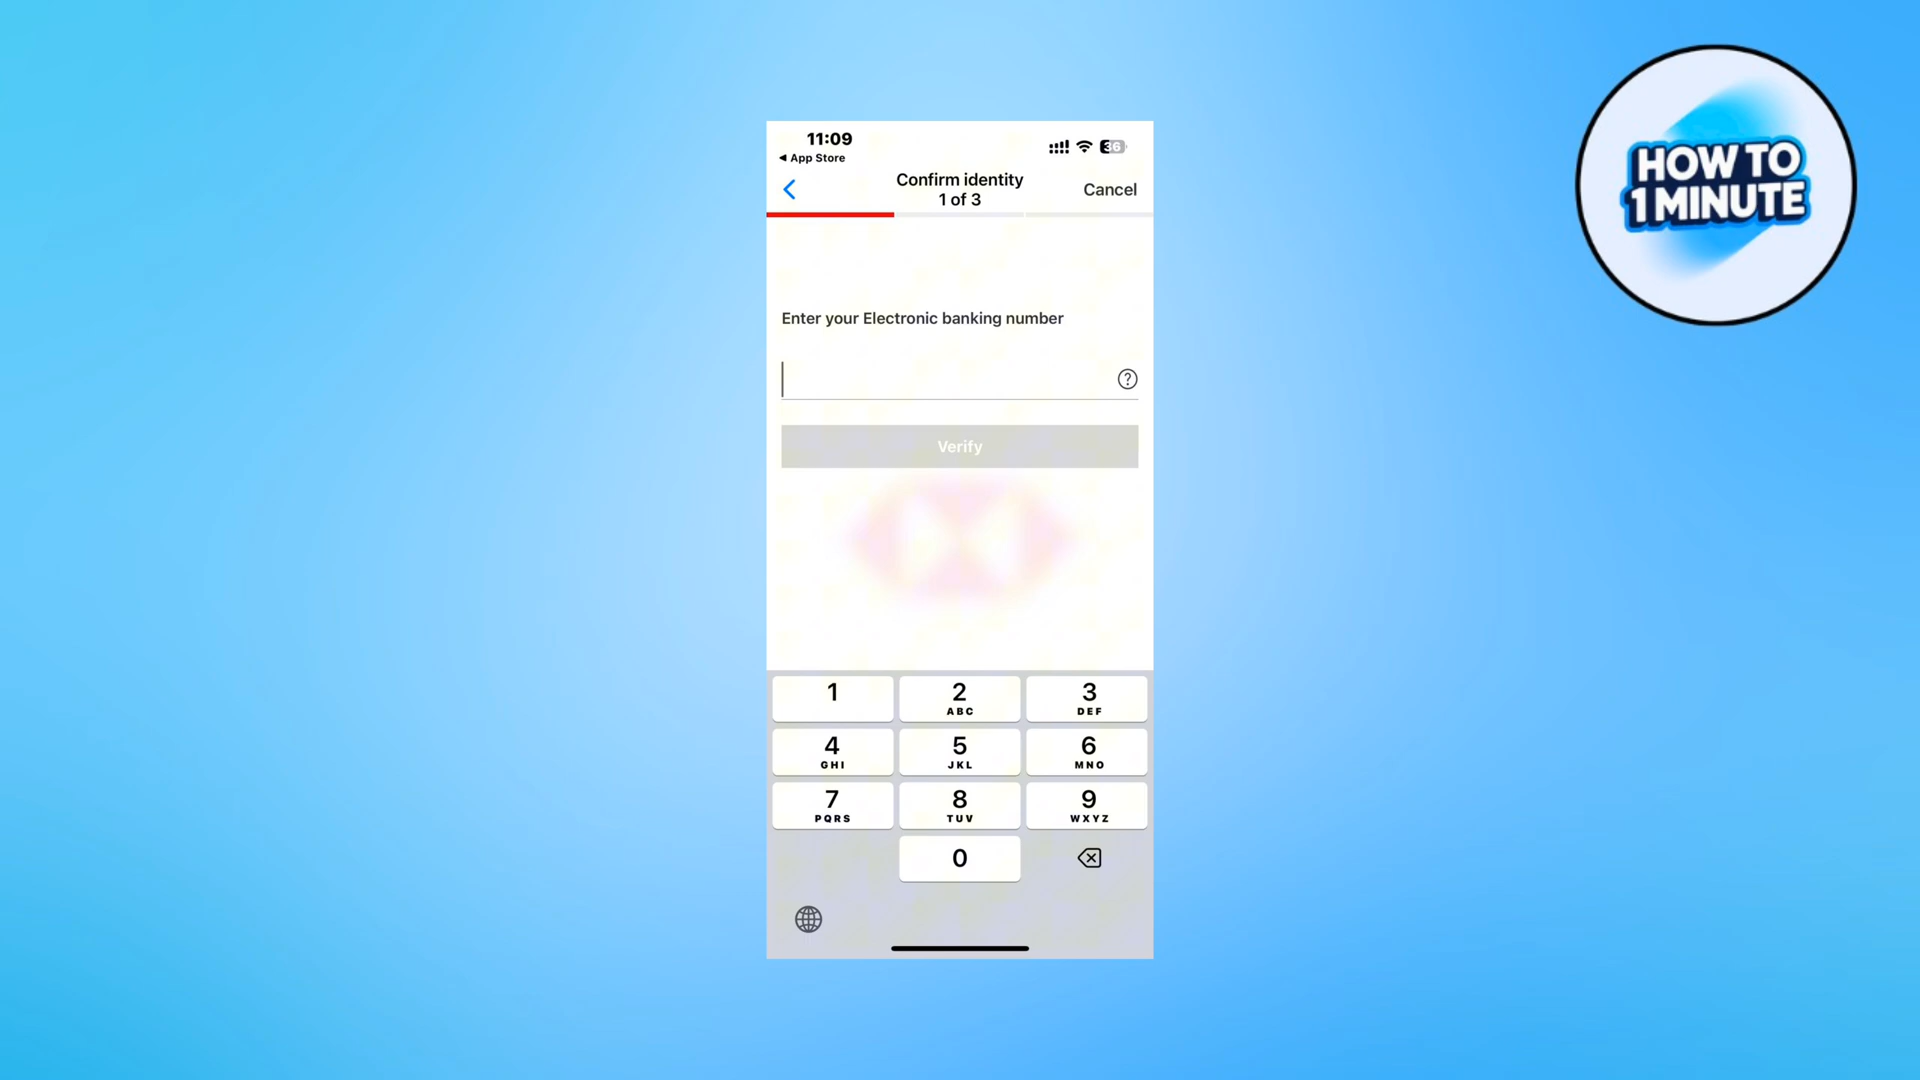 11:09
App Store
36
Confirm identity
1 of 3
Cancel
Enter your Electronic banking number
?
Verify
1
2
ABC
3
DEF
4
GHI
5
JKL
6
MNO
7
PQRS
8
TUV
9
WXYZ
0
HOW TO
1 MINUTE